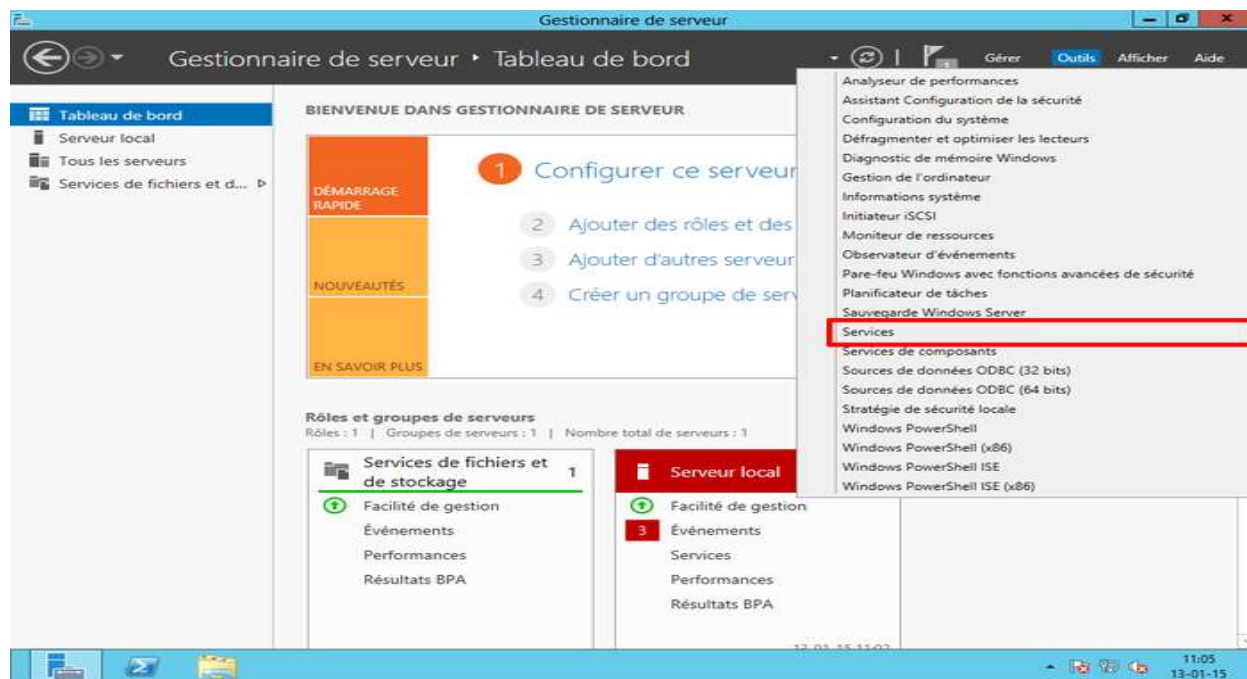 Gestionnaire de serveur
Gestionnaire de serveur • Tableau de bord
1
Gérer
Outils
Afficher
Aide
Tableau de bord
Serveur local
Tous les serveurs
Services de fichiers et d...
BIENVENUE DANS GESTIONNAIRE DE SERVEUR
DÉMARRAGE
RAPIDE
NOUVEAUTÉS
EN SAVOIR PLUS
1 Configurer ce serveur
2 Ajouter des rôles et des
3 Ajouter d'autres serveur
4 Créer un groupe de serv
Analyseur de performances
Assistant Configuration de la sécurité
Configuration du système
Défragmenter et optimiser les lecteurs
Diagnostic de mémoire Windows
Gestion de l'ordinateur
Informations système
Initiateur iSCSI
Moniteur de ressources
Observateur d'événements
Pare-feu Windows avec fonctions avancées de sécurité
Planificateur de tâches
Sauvegarde Windows Server
Services
Services de composants
Sources de données ODBC (32 bits)
Sources de données ODBC (64 bits)
Stratégie de sécurité locale
Windows PowerShell
Windows PowerShell (x86)
Windows PowerShell ISE
Windows PowerShell ISE (x86)
Rôles et groupes de serveurs
Rôles : 1 | Groupes de serveurs : 1 | Nombre total de serveurs : 1
Services de fichiers et
de stockage
1
Facilité de gestion
Événements
Performances
Résultats BPA
Serveur local
Facilité de gestion
3 Événements
Services
Performances
Résultats BPA
11:05
13-01-15